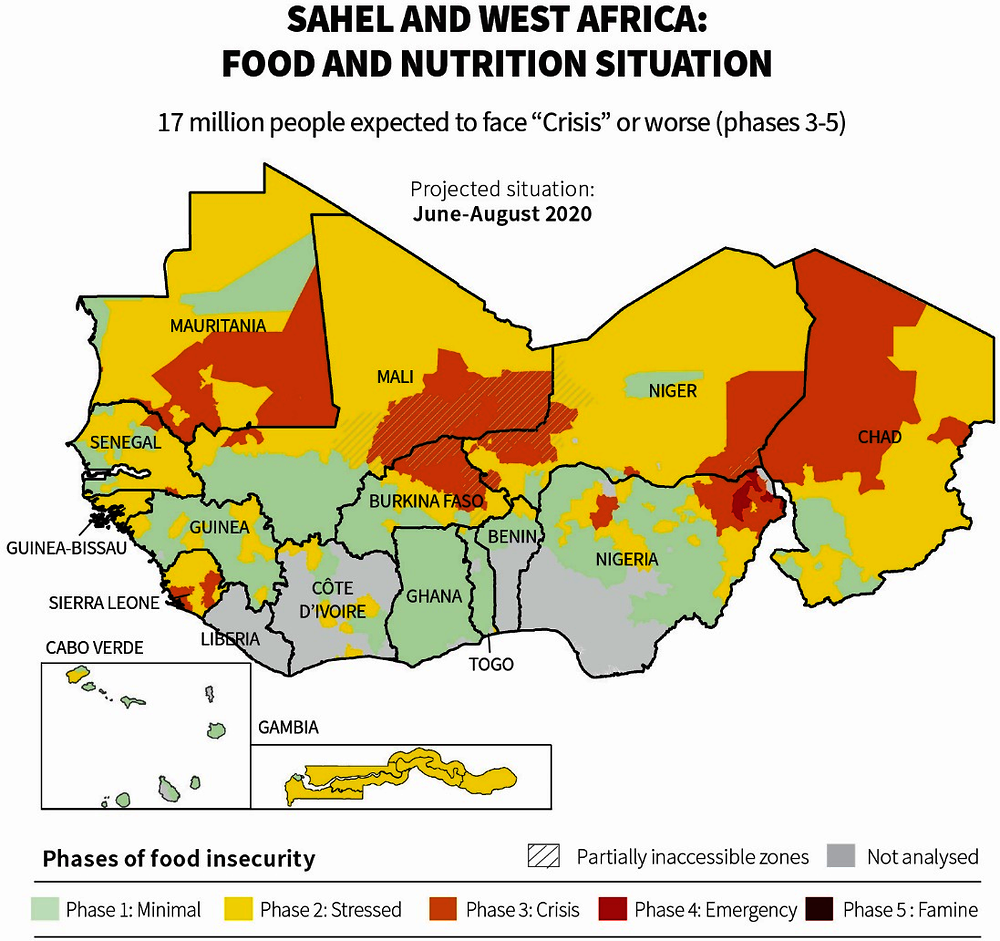 SAHEL AND WEST AFRICA:
FOOD AND NUTRITION SITUATION
17 million people expected to face “Crisis” or worse (phases 3-5)
Projected situation:
June-August 2020
MAURITANIA
MALI
NIGER
CHAD
SENEGAL
BURKINA FASO
GUINEA
BENIN
GUINEA-BISSAU
NIGERIA
CÔTE
D’IVOIRE
GHANA
SIERRA LEONE
LIBERIA
TOGO
CABO VERDE
GAMBIA
Phases of food insecurity
Partially inaccessible zones
Not analysed
Phase 1: Minimal
Phase 2: Stressed
Phase 3: Crisis
Phase 4: Emergency
Phase 5 : Famine